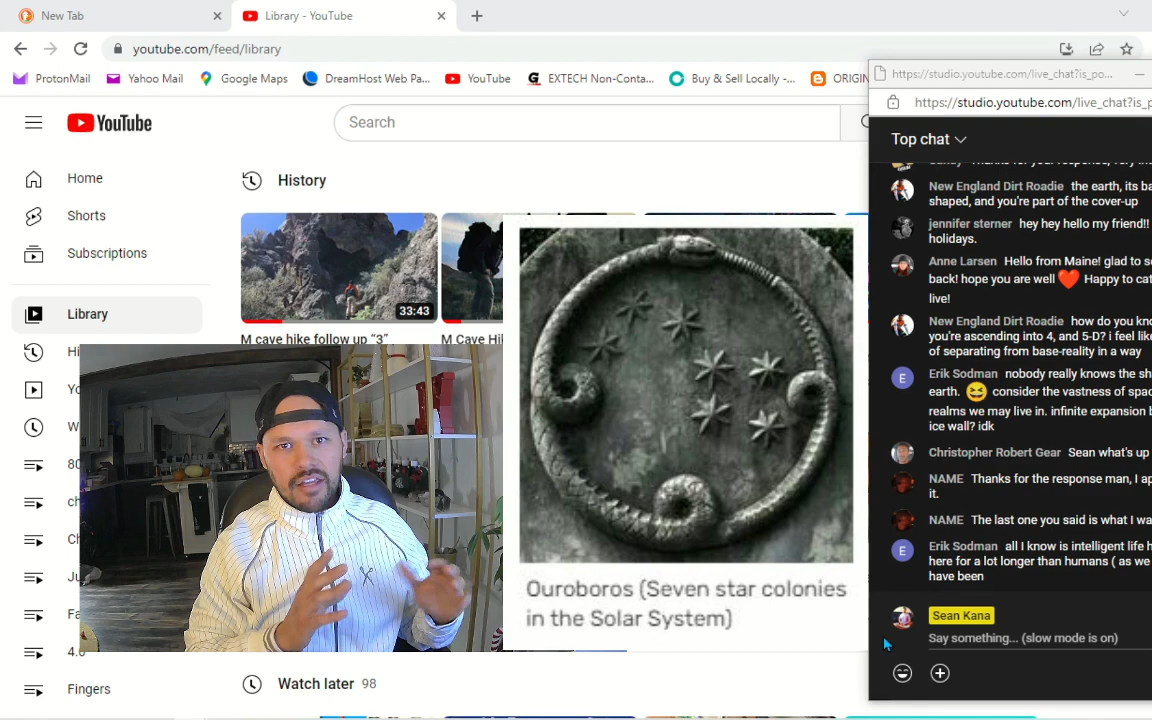 New Tab
Library - YouTube
youtube.com/feed/library
ProtonMail
Yahoo Mail
Google Maps
DreamHost Web Pa...
YouTube
EXTECH Non-Conta...
Buy & Sell Locally -...
https://studio.youtube.com/live_chat?is_po...
https://studio.youtube.com/live_chat?is_p
YouTube
Search
Top chat
Home
Shorts
Subscriptions
Library
Fingers
History
33:43
M cave hike follow up “3”
M Cave
Ouroboros (Seven star colonies
in the Solar System)
Watch later 98
New England Dirt Roadie the earth, its
shaped, and you're part of the cover-up
jennifer sterner hey hey hello my friend!!
holidays.
Anne Larsen Hello from Maine! glad to
back! hope you are well ❤️ Happy to
live!
New England Dirt Roadie how do you
you're ascending into 4, and 5-D? i feel
of separating from base-reality in a way
Erik Sodman nobody really knows the
earth. 😆 consider the vastness of
realms we may live in. infinite expansion
ice wall? idk
Christopher Robert Gear Sean what's up
NAME Thanks for the response man, I
it.
NAME The last one you said is what I
Erik Sodman all I know is intelligent life
here for a lot longer than humans ( as we
have been
Sean Kana
Say something... (slow mode is on)